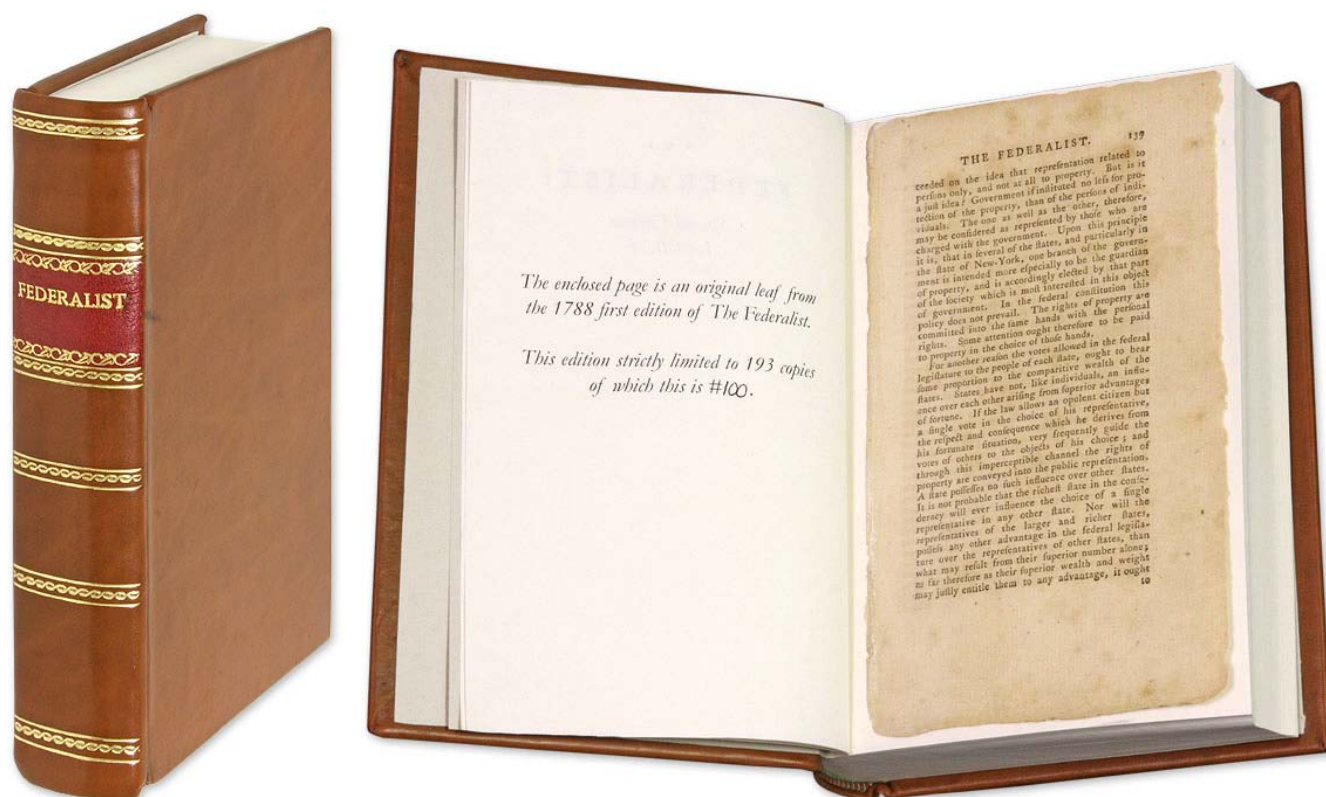 FEDERALIST
The enclosed page is an original leaf from
the 1788 first edition of The Federalist.
This edition strictly limited to 193 copies
of which this is #100.
THE FEDERALIST. 139
ceeded on the idea that repreſentation related to
perſons only, and not at all to property. But is it
a juſt idea? Government if inſtituted no leſs for pro-
tection of the property, than of the perſons of indi-
viduals. The one as well as the other, therefore,
may be conſidered as repreſented by thoſe who are
charged with the government. Upon this principle
it is, that in ſeveral of the ſtates, and particularly in
the ſtate of New-York, one branch of the govern-
ment is intended more eſpecially to be the guardian
of property, and is accordingly elected by that part
of the ſociety which is moſt intereſted in this object
of government. In the federal conſtitution this
policy does not prevail. The rights of property are
committed into the ſame hands with the perſonal
rights. Some attention ought therefore to be paid
to property in the choice of thoſe hands.
For another reaſon the votes allowed in the federal
legiſlature to the people of each ſtate, ought to bear
ſome proportion to the comparitive wealth of the
ſtates. States have not, like individuals, an influ-
ence over each other ariſing from ſuperior advantages
of fortune. If the law allows an opulent citizen but
a ſingle vote in the choice of his repreſentative,
the reſpect and conſequence which he derives from
his fortunate ſituation, very frequently guide the
votes of others to the objects of his choice; and
through this imperceptible channel the rights of
property are conveyed into the public repreſentation.
A ſtate poſſeſſes no ſuch influence over other ſtates.
It is not probable that the richeſt ſtate in the confe-
deracy will ever influence the choice of a ſingle
repreſentative in any other ſtate. Nor will the
repreſentatives of the larger and richer ſtates,
poſſeſs any other advantage in the federal legiſla-
ture over the repreſentatives of other ſtates, than
what may reſult from their ſuperior number alone;
as far therefore as their ſuperior wealth and weight
may juſtly entitle them to any advantage, it ought
to